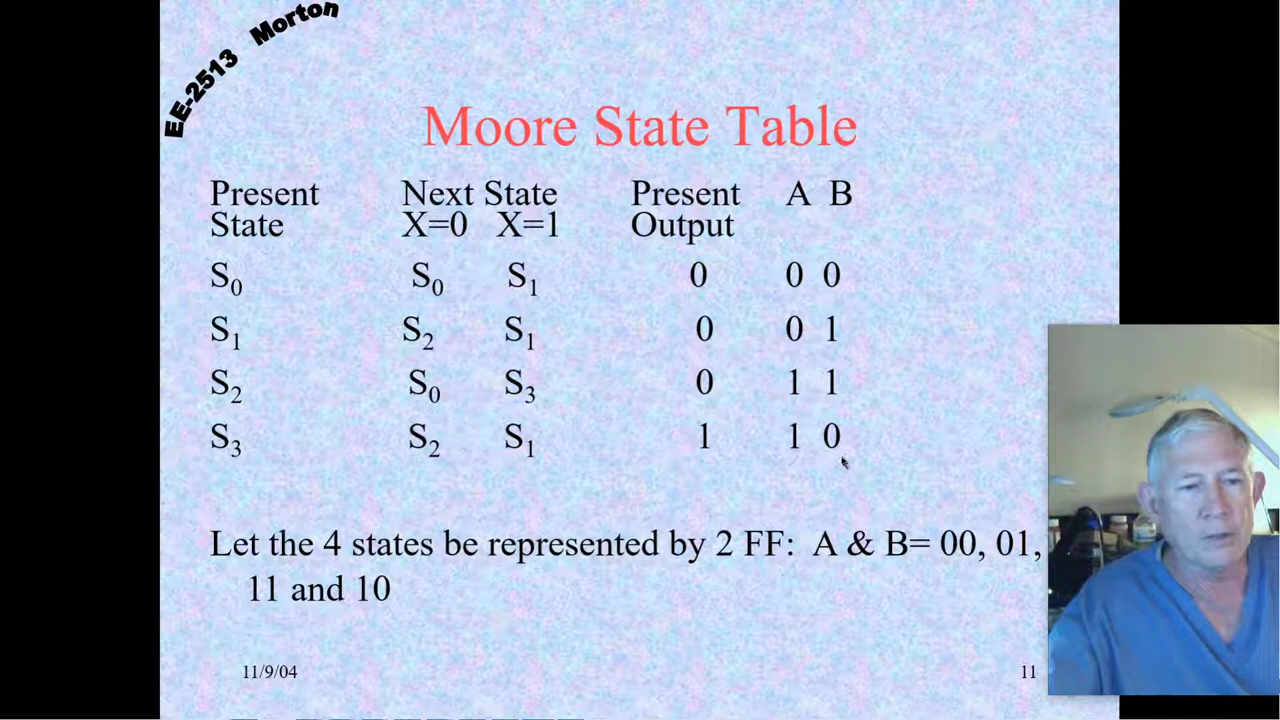 EE-2513 Morton
Moore State Table
Present Next State Present A B
State X=0 X=1 Output
S₀ S₀ S₁ 0 0 0
S₁ S₂ S₁ 0 0 1
S₂ S₀ S₃ 0 1 1
S₃ S₂ S₁ 1 1 0
Let the 4 states be represented by 2 FF: A & B= 00, 01,
11 and 10
11/9/04 11